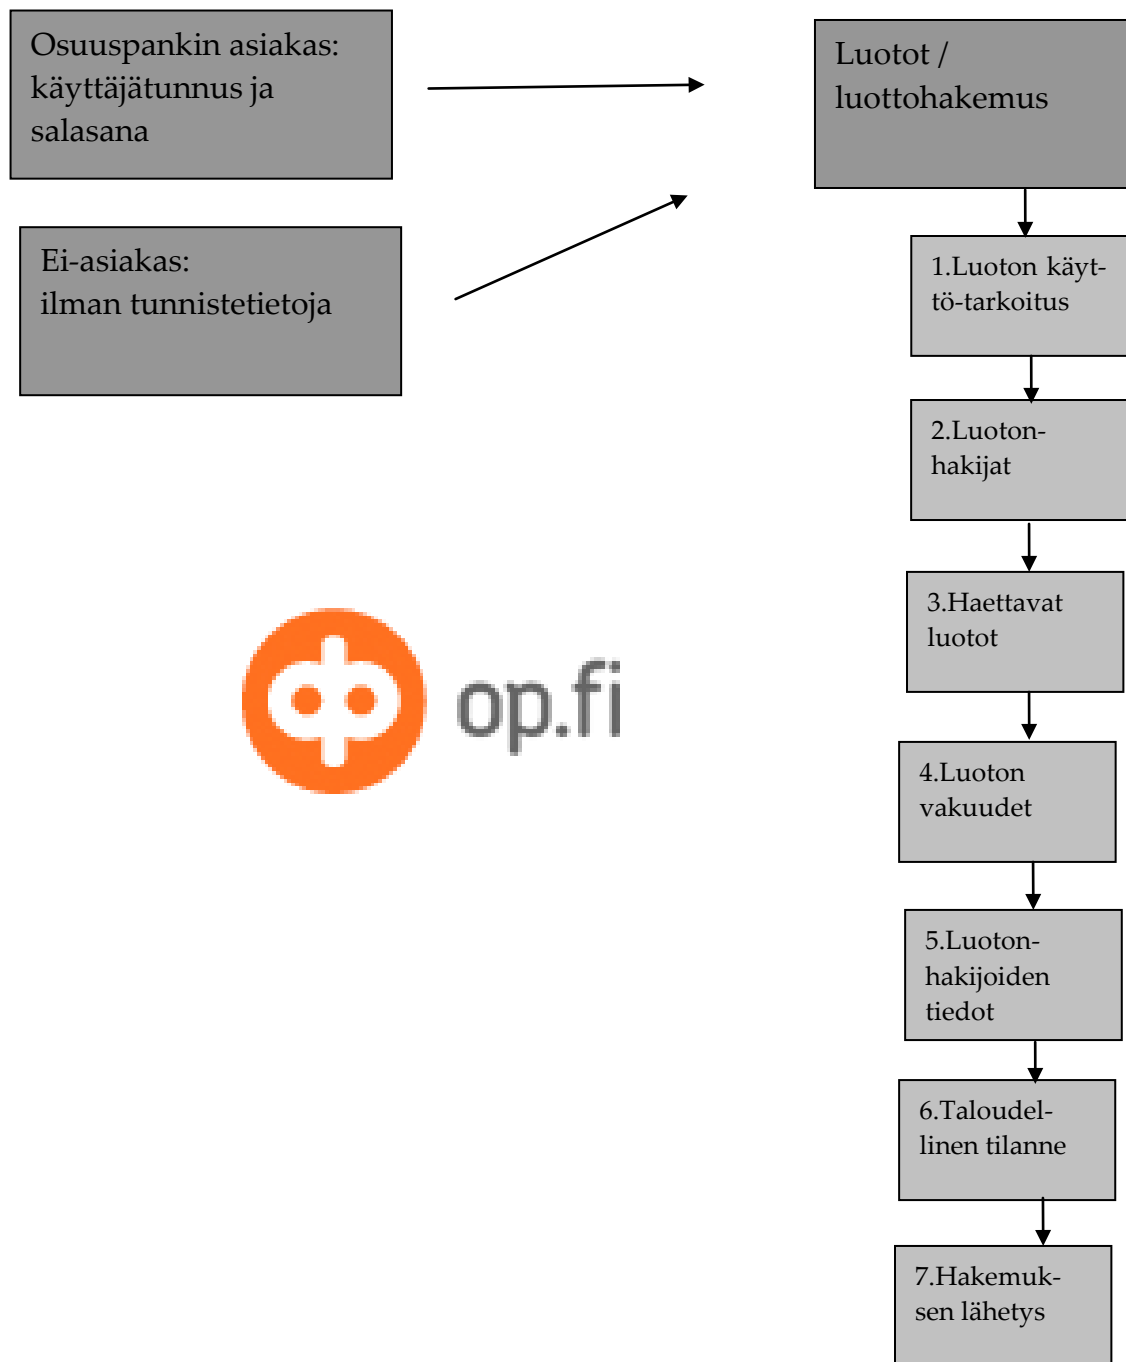 Osuuspankin asiakas:
käyttäjätunnus ja
salasana
Ei-asiakas:
ilman tunnistetietoja
Luotot /
luottohakemus
1.Luoton käyt-
tö-tarkoitus
2.Luoton-
hakijat
3.Haettavat
luotot
4.Luoton
vakuudet
5.Luoton-
hakijoiden
tiedot
6.Taloudel-
linen tilanne
7.Hakemuk-
sen lähetys
op.fi